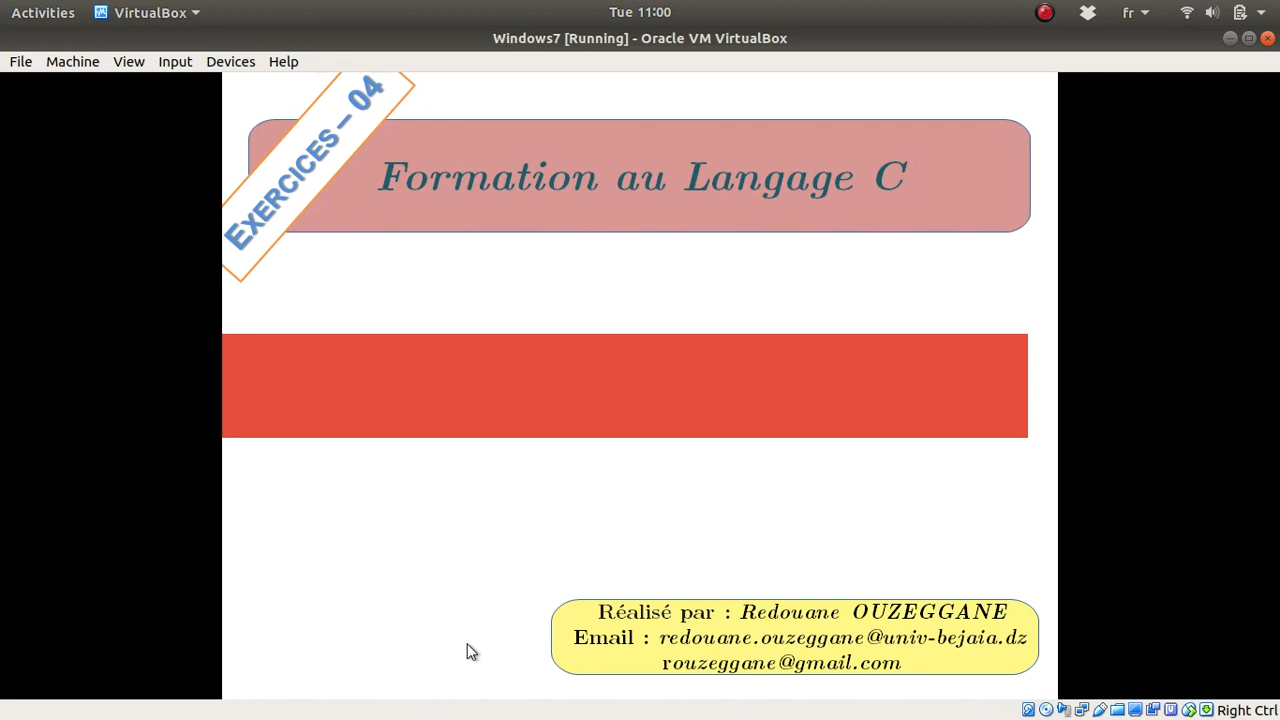 Activities VirtualBox Tue 11:00 fr
Windows7 [Running] - Oracle VM VirtualBox
File Machine View Input Devices Help
EXERCICES – 04
Formation au Langage C
Réalisé par : Redouane OUZEGGANE
Email : redouane.ouzeggane@univ-bejaia.dz
rouzeggane@gmail.com
Right Ctrl